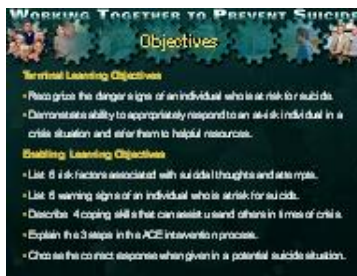 WORKING TOGETHER TO PREVENT SUICIDE
Objectives
Terminal Learning Objectives
Recognize the danger signs of an individual who is at risk for suicide.
Demonstrate ability to appropriately respond to an at-risk individual in a
crisis situation and refer them to helpful resources.
Enabling Learning Objectives
List 6 risk factors associated with suicidal thoughts and attempts.
List 6 warning signs of an individual who is at risk for suicide.
Describe 4 coping skills that can assist us and others in times of crisis.
Explain the 3 steps in the ACE intervention process.
Choose the correct response when given in a potential suicide situation.